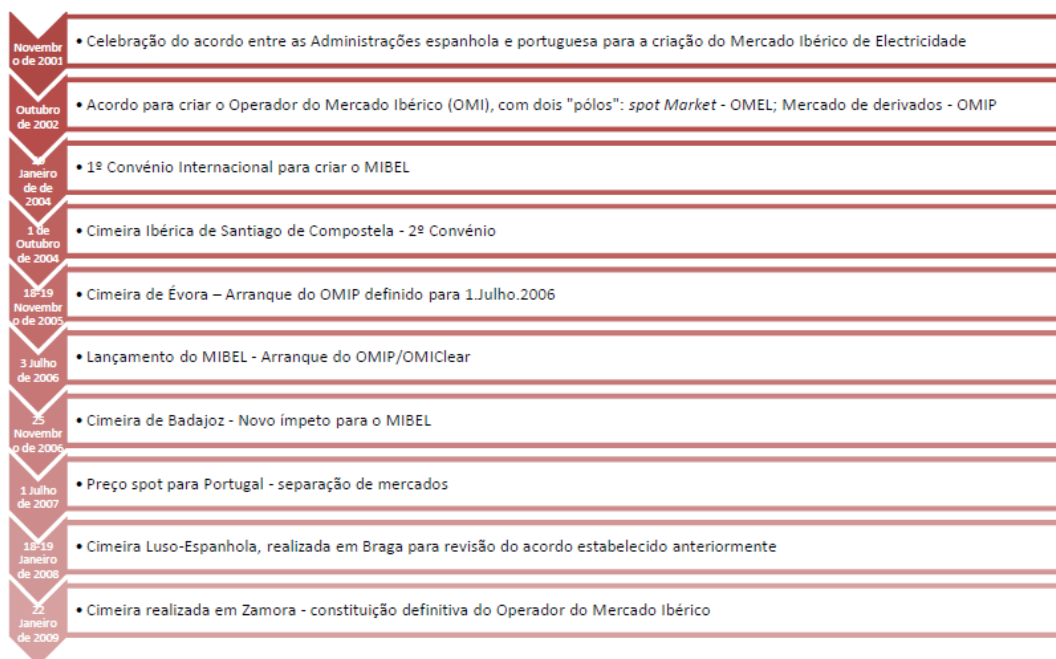 Novembr
o de 2001
• Celebração do acordo entre as Administrações espanhola e portuguesa para a criação do Mercado Ibérico de Electricidade
Outubro
de 2002
• Acordo para criar o Operador do Mercado Ibérico (OMI), com dois "pólos": spot Market - OMEL; Mercado de derivados - OMIP
Janeiro
de de
2004
• 1º Convénio Internacional para criar o MIBEL
1 de
Outubro
de 2004
• Cimeira Ibérica de Santiago de Compostela - 2º Convénio
18-19
Novembr
o de 2005
• Cimeira de Évora – Arranque do OMIP definido para 1.Julho.2006
3 Julho
de 2006
• Lançamento do MIBEL - Arranque do OMIP/OMIClear
25
Novembr
o de 2006
• Cimeira de Badajoz - Novo ímpeto para o MIBEL
1 Julho
de 2007
• Preço spot para Portugal - separação de mercados
18-19
Janeiro
de 2008
• Cimeira Luso-Espanhola, realizada em Braga para revisão do acordo estabelecido anteriormente
22
Janeiro
de 2009
• Cimeira realizada em Zamora - constituição definitiva do Operador do Mercado Ibérico